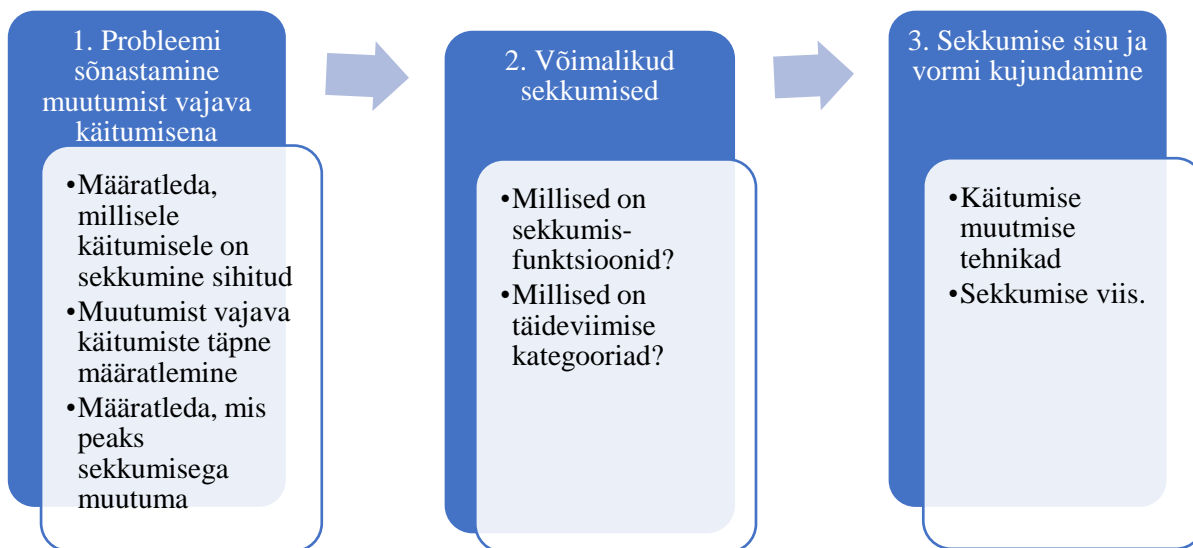 1. Probleemi
sõnastamine
muutumist vajava
käitumisena
•Määratleda,
millisele
käitumisele on
sekkumine sihitud
•Muutumist vajava
käitumiste täpne
määratlemine
•Määratleda, mis
peaks
sekkumisega
muutuma
2. Võimalikud
sekkumised
•Millised on
sekkumis-
funktsioonid?
•Millised on
täideviimise
kategooriad?
3. Sekkumise sisu ja
vormi kujundamine
•Käitumise
muutmise
tehnikad
•Sekkumise viis.